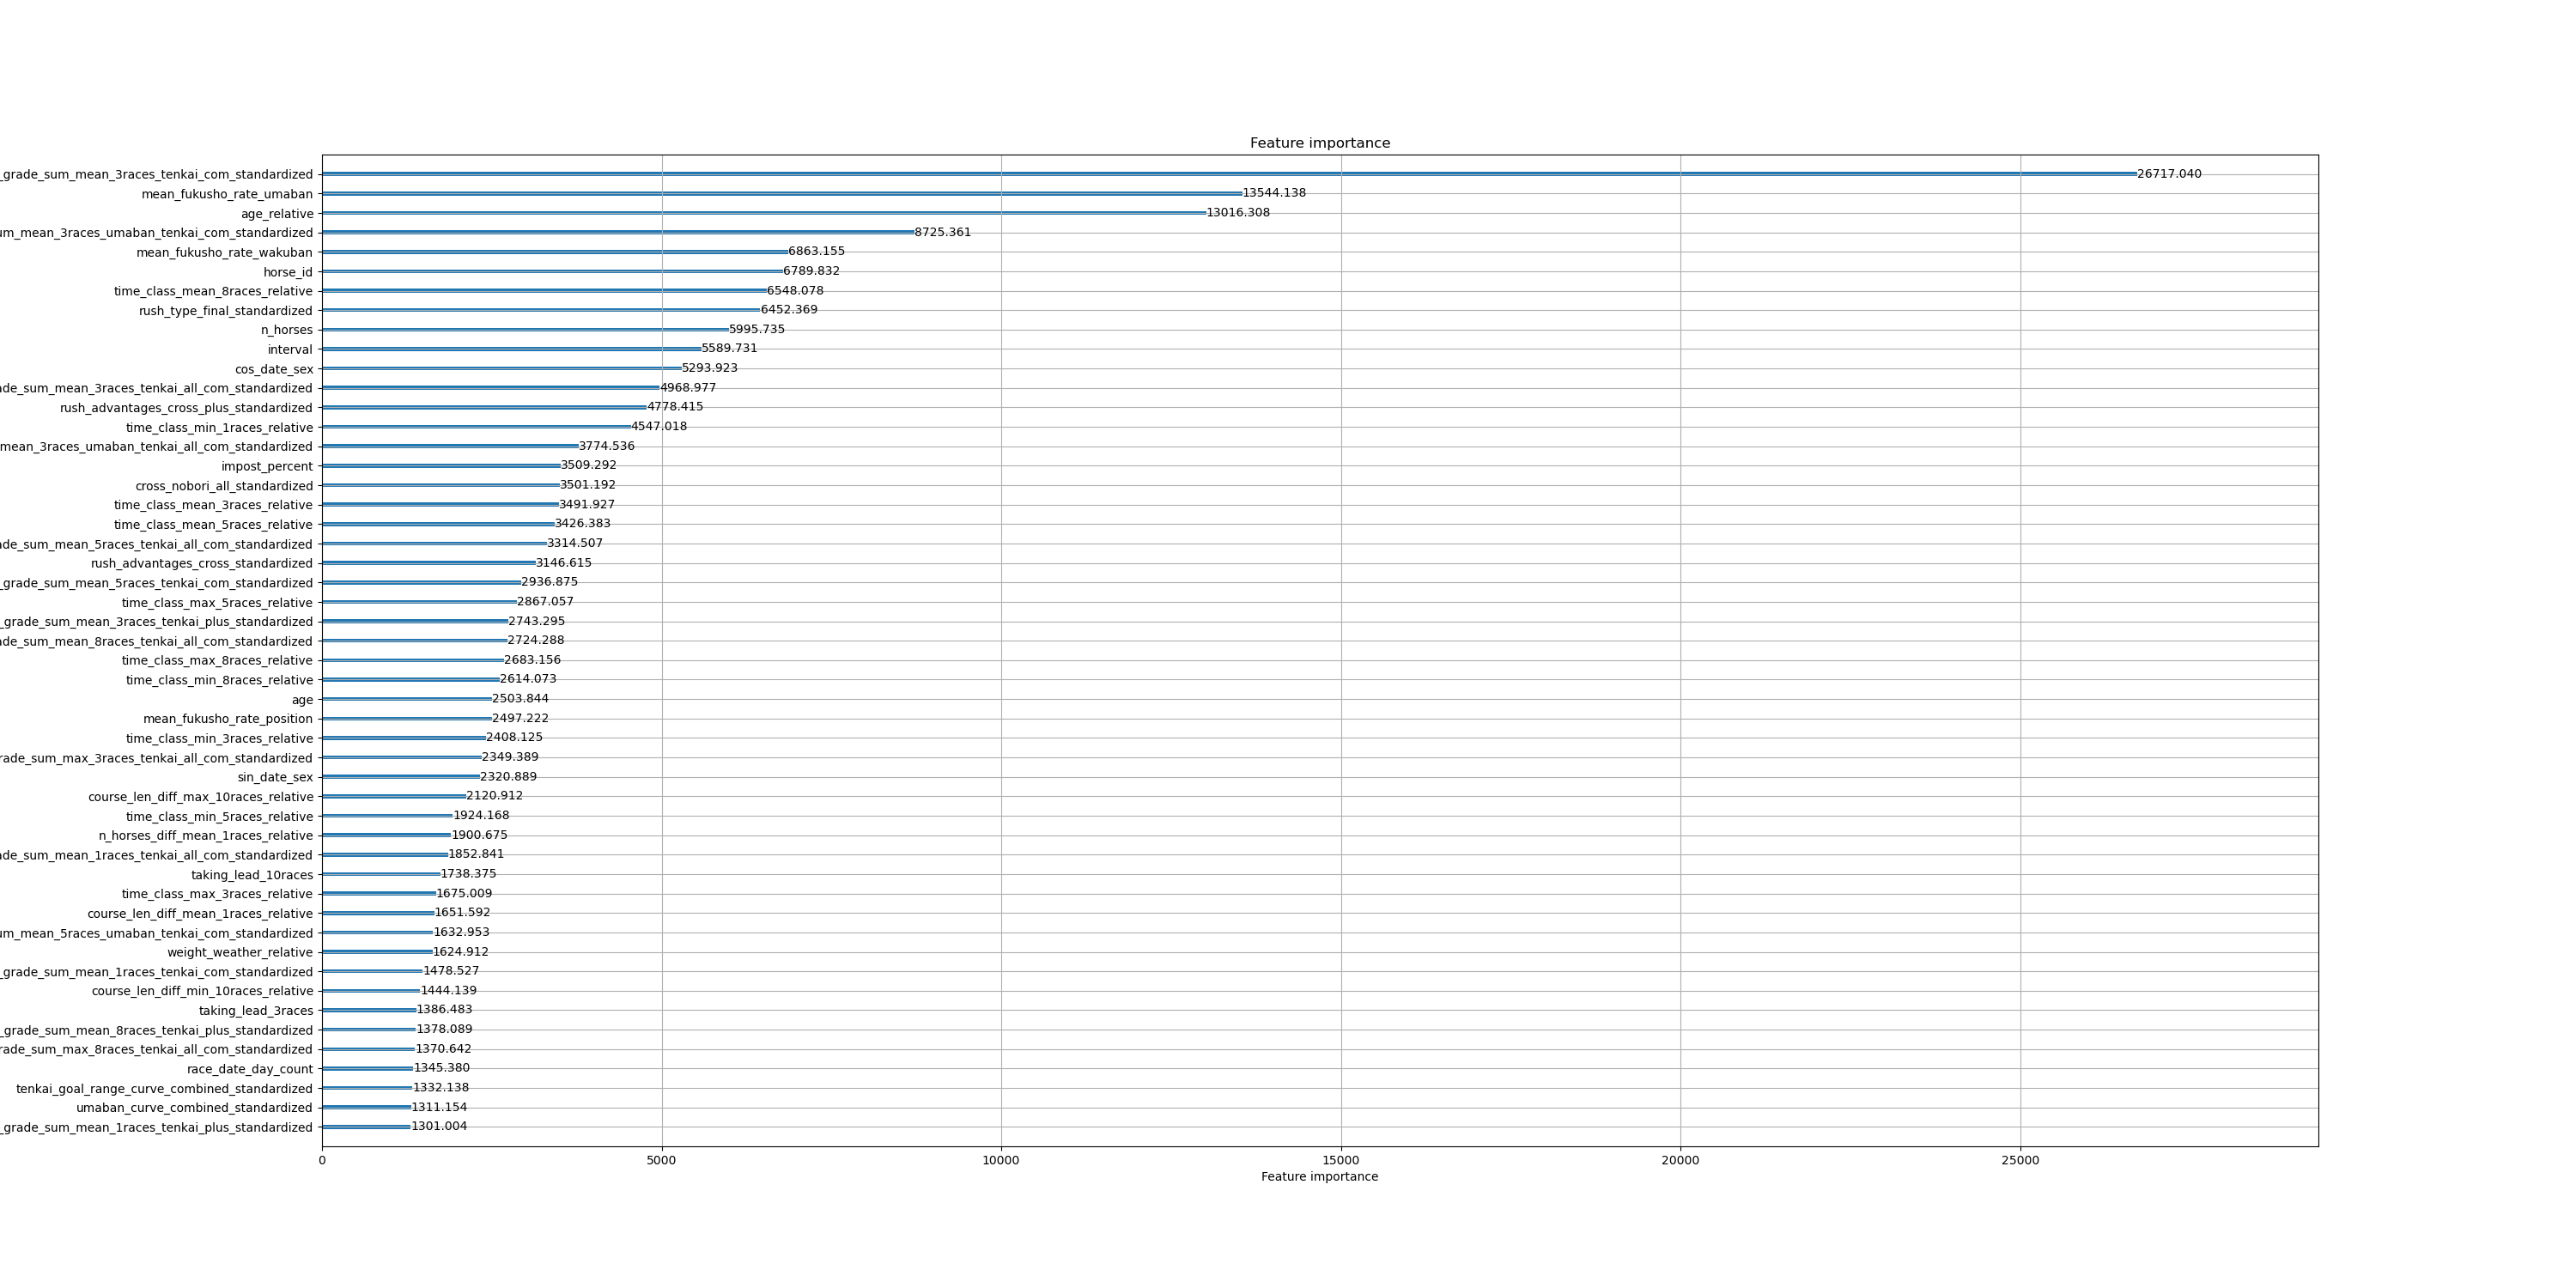 Feature importance
_grade_sum_mean_3races_tenkai_com_standardized 26717.040
mean_fukusho_rate_umaban 13544.138
age_relative 13016.308
um_mean_3races_umaban_tenkai_com_standardized 8725.361
mean_fukusho_rate_wakuban 6863.155
horse_id 6789.832
time_class_mean_8races_relative 6548.078
rush_type_final_standardized 6452.369
n_horses 5995.735
interval 5589.731
cos_date_sex 5293.923
ade_sum_mean_3races_tenkai_all_com_standardized 4968.977
rush_advantages_cross_plus_standardized 4778.415
time_class_min_1races_relative 4547.018
mean_3races_umaban_tenkai_all_com_standardized 3774.536
impost_percent 3509.292
cross_nobori_all_standardized 3501.192
time_class_mean_3races_relative 3491.927
time_class_mean_5races_relative 3426.383
ade_sum_mean_5races_tenkai_all_com_standardized 3314.507
rush_advantages_cross_standardized 3146.615
_grade_sum_mean_5races_tenkai_com_standardized 2936.875
time_class_max_5races_relative 2867.057
_grade_sum_mean_3races_tenkai_plus_standardized 2743.295
ade_sum_mean_8races_tenkai_all_com_standardized 2724.288
time_class_max_8races_relative 2683.156
time_class_min_8races_relative 2614.073
age 2503.844
mean_fukusho_rate_position 2497.222
time_class_min_3races_relative 2408.125
rade_sum_max_3races_tenkai_all_com_standardized 2349.389
sin_date_sex 2320.889
course_len_diff_max_10races_relative 2120.912
time_class_min_5races_relative 1924.168
n_horses_diff_mean_1races_relative 1900.675
ade_sum_mean_1races_tenkai_all_com_standardized 1852.841
taking_lead_10races 1738.375
time_class_max_3races_relative 1675.009
course_len_diff_mean_1races_relative 1651.592
um_mean_5races_umaban_tenkai_com_standardized 1632.953
weight_weather_relative 1624.912
_grade_sum_mean_1races_tenkai_com_standardized 1478.527
course_len_diff_min_10races_relative 1444.139
taking_lead_3races 1386.483
_grade_sum_mean_8races_tenkai_plus_standardized 1378.089
rade_sum_max_8races_tenkai_all_com_standardized 1370.642
race_date_day_count 1345.380
tenkai_goal_range_curve_combined_standardized 1332.138
umaban_curve_combined_standardized 1311.154
_grade_sum_mean_1races_tenkai_plus_standardized 1301.004
0 5000 10000 15000 20000 25000
Feature importance